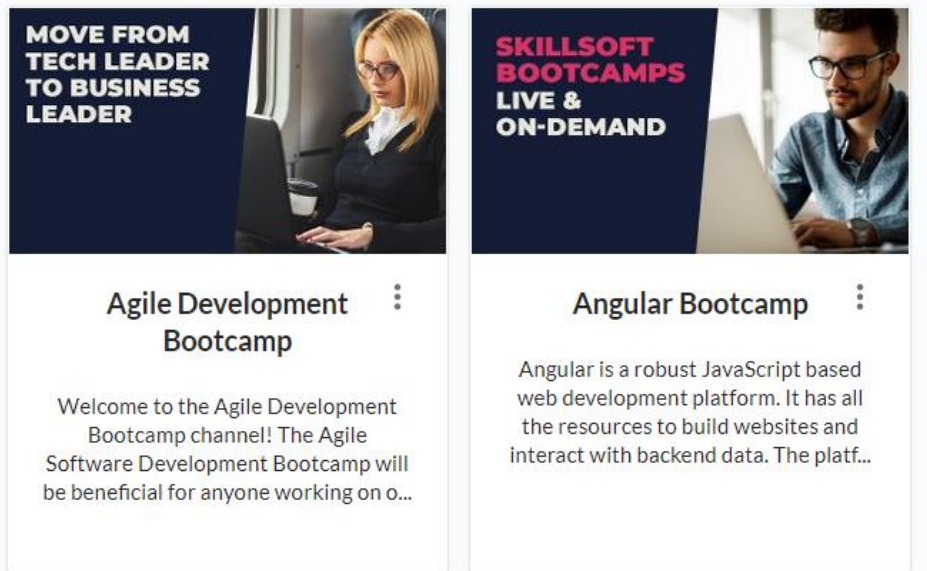 MOVE FROM
TECH LEADER
TO BUSINESS
LEADER
Agile Development
Bootcamp
Welcome to the Agile Development
Bootcamp channel! The Agile
Software Development Bootcamp will
be beneficial for anyone working on o...
SKILLSOFT
BOOTCAMPS
LIVE &
ON-DEMAND
Angular Bootcamp
Angular is a robust JavaScript based
web development platform. It has all
the resources to build websites and
interact with backend data. The platf...